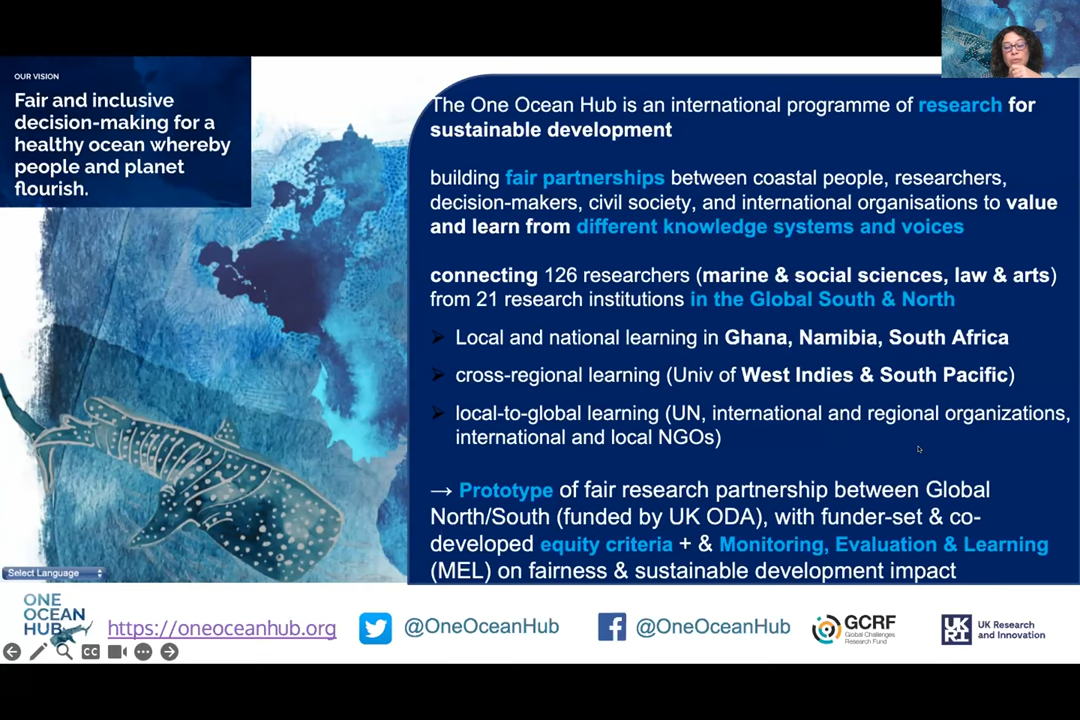 OUR VISION
Fair and inclusive
decision-making for a
healthy ocean whereby
people and planet
flourish.
The One Ocean Hub is an international programme of research for
sustainable development
building fair partnerships between coastal people, researchers,
decision-makers, civil society, and international organisations to value
and learn from different knowledge systems and voices
connecting 126 researchers (marine & social sciences, law & arts)
from 21 research institutions in the Global South & North
Local and national learning in Ghana, Namibia, South Africa
cross-regional learning (Univ of West Indies & South Pacific)
local-to-global learning (UN, international and regional organizations,
international and local NGOs)
→ Prototype of fair research partnership between Global
North/South (funded by UK ODA), with funder-set & co-
developed equity criteria + & Monitoring, Evaluation & Learning
(MEL) on fairness & sustainable development impact
Select Language
ONE
OCEAN
HUB
https://oneoceanhub.org
@OneOceanHub
@OneOceanHub
GCRF
Global Challenges
Research Fund
UK
RI
UK Research
and Innovation
CC